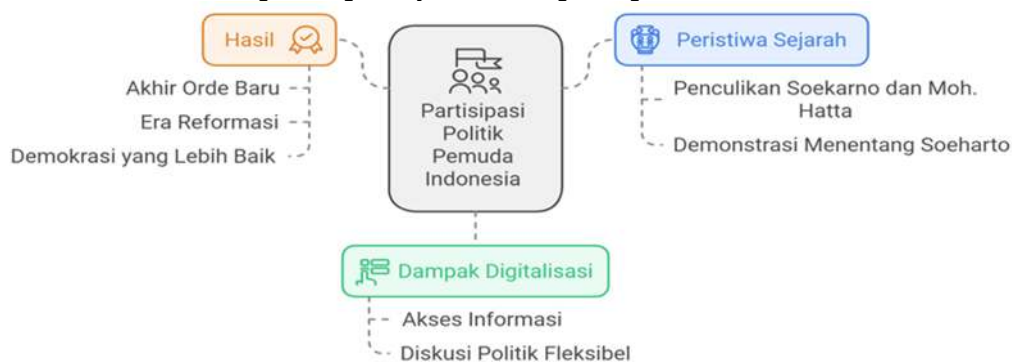 Hasil
Akhir Orde Baru
Era Reformasi
Demokrasi yang Lebih Baik
Partisipasi
Politik
Pemuda
Indonesia
Peristiwa Sejarah
Penculikan Soekarno dan Moh.
Hatta
Demonstrasi Menentang Soeharto
Dampak Digitalisasi
Akses Informasi
Diskusi Politik Fleksibel